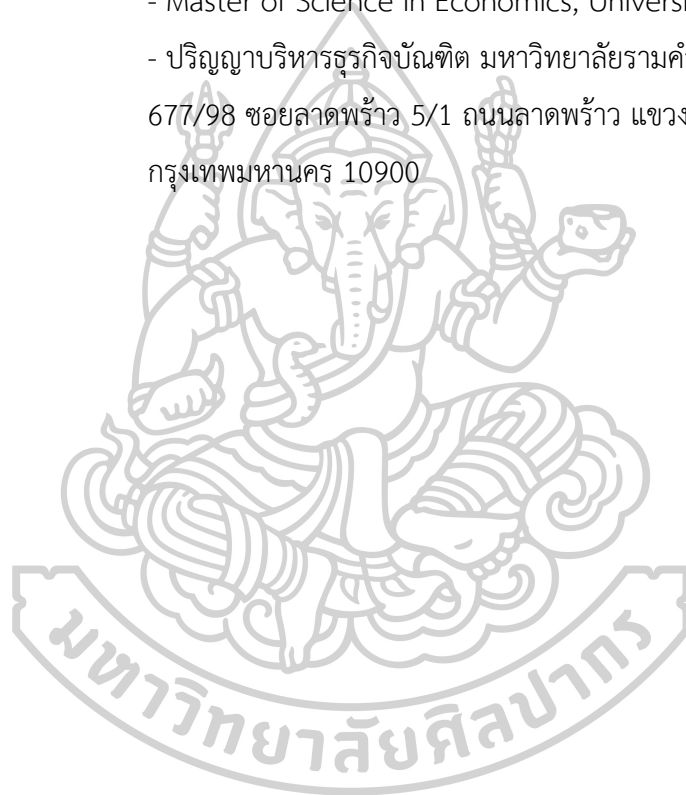 - Master of Science in Economics, Universi
- ปริญญาบริหารธุรกิจบัณฑิต มหาวิทยาลัยรามคำ
677/98 ซอยลาดพร้าว 5/1 ถนนลาดพร้าว แขวง
กรุงเทพมหานคร 10900
มหาวิทยาลัยศิลปากร